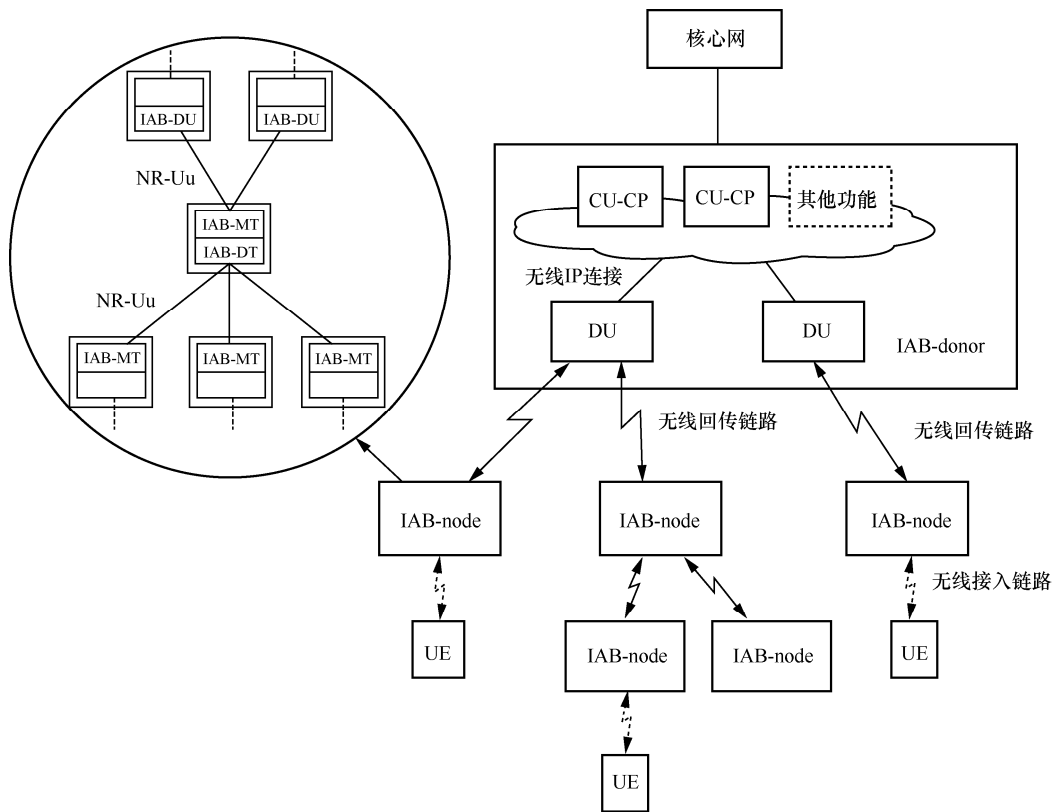 核心网
IAB-DU
IAB-DU
NR-Uu
IAB-MT
IAB-DT
NR-Uu
IAB-MT
IAB-MT
IAB-MT
CU-CP
CU-CP
其他功能
无线IP连接
DU
DU
IAB-donor
无线回传链路
无线回传链路
IAB-node
IAB-node
IAB-node
无线接入链路
UE
IAB-node
IAB-node
UE
UE